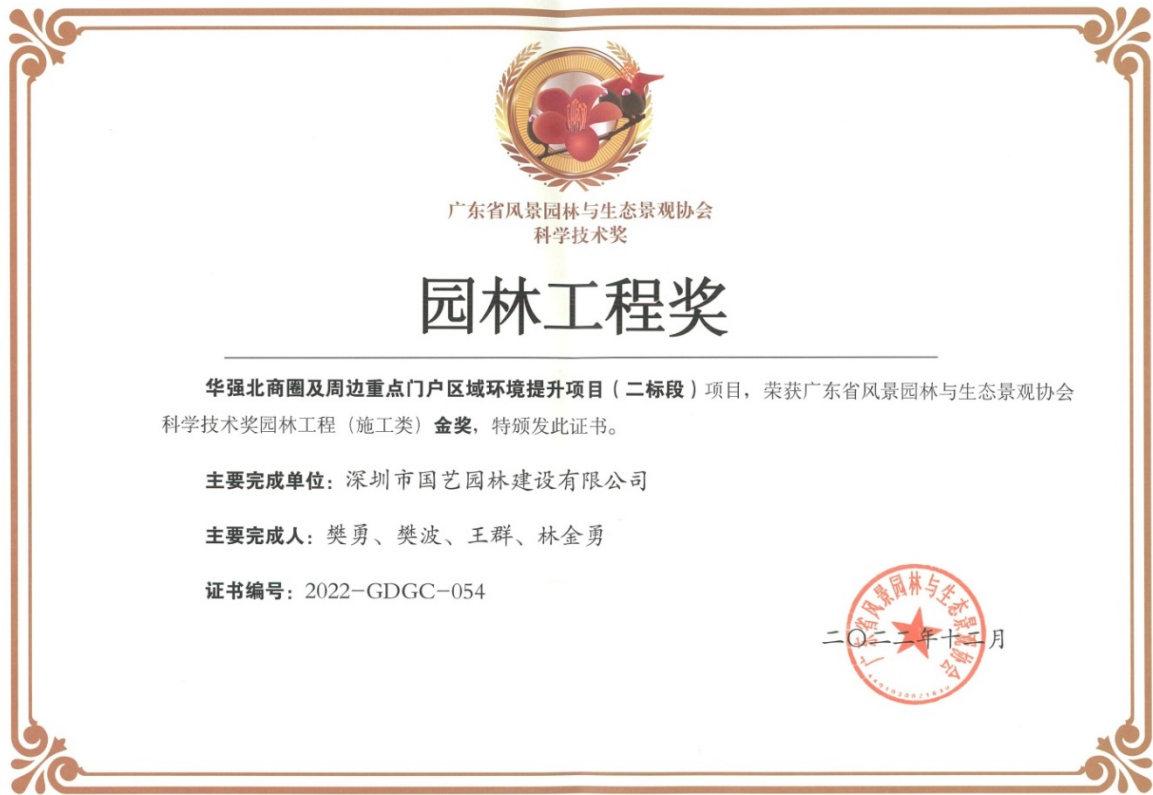 广东省风景园林与生态景观协会
科学技术奖
园林工程奖
华强北商圈及周边重点门户区域环境提升项目（二标段）项目，荣获广东省风景园林与生态景观协会
科学技术奖园林工程（施工类）金奖，特颁发此证书。
主要完成单位：深圳市国艺园林建设有限公司
主要完成人：樊勇、樊波、王群、林金勇
证书编号：2022-GDGC-054
广东省风景园林与生态景观协会
二〇二二年十二月